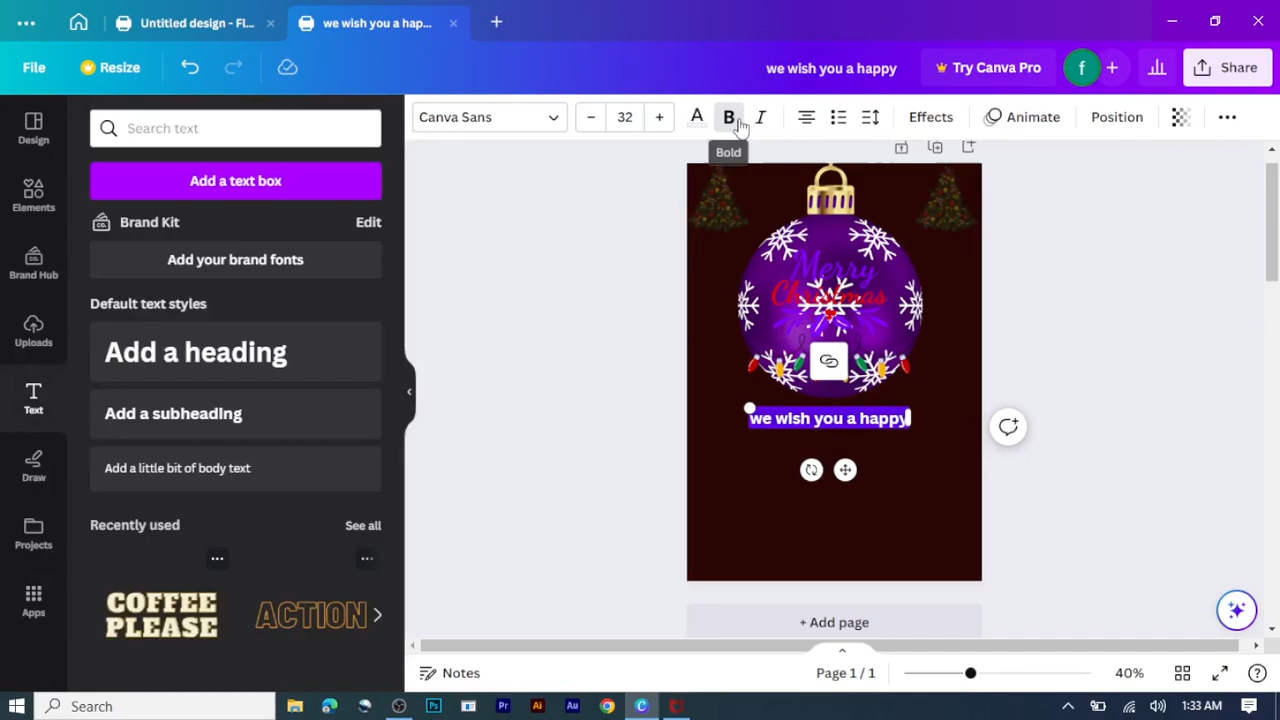 Untitled design - Fl...
we wish you a hap...
File
Resize
we wish you a happy
Try Canva Pro
f
Share
Canva Sans
32
A
B
I
Effects
Animate
Position
Bold
Design
Elements
Brand Hub
Uploads
Text
Draw
Projects
Apps
Search text
Add a text box
Brand Kit
Edit
Add your brand fonts
Default text styles
Add a heading
Add a subheading
Add a little bit of body text
Recently used
See all
COFFEE
PLEASE
ACTION
Merry
Christmas
we wish you a happy
+ Add page
Notes
Page 1 / 1
40%
Search
Ps
Pr
Ai
Au
1:33 AM